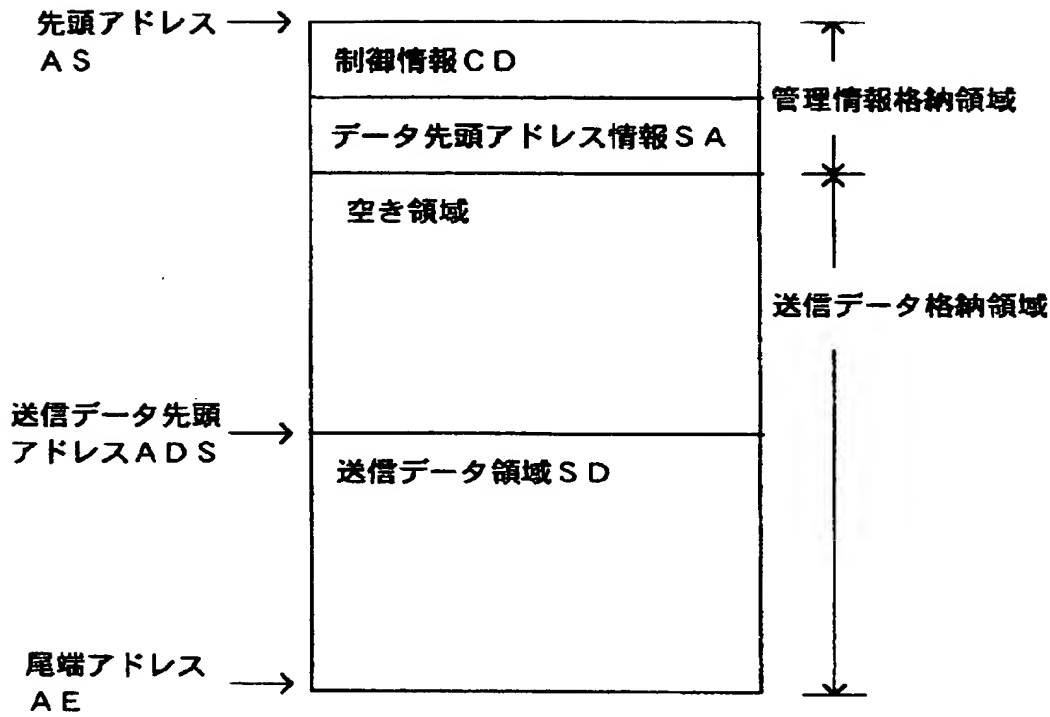 先頭アドレス
ＡＳ
制御情報ＣＤ
管理情報格納領域
データ先頭アドレス情報ＳＡ
空き領域
送信データ格納領域
送信データ先頭
アドレスＡＤＳ
送信データ領域ＳＤ
尾端アドレス
ＡＥ